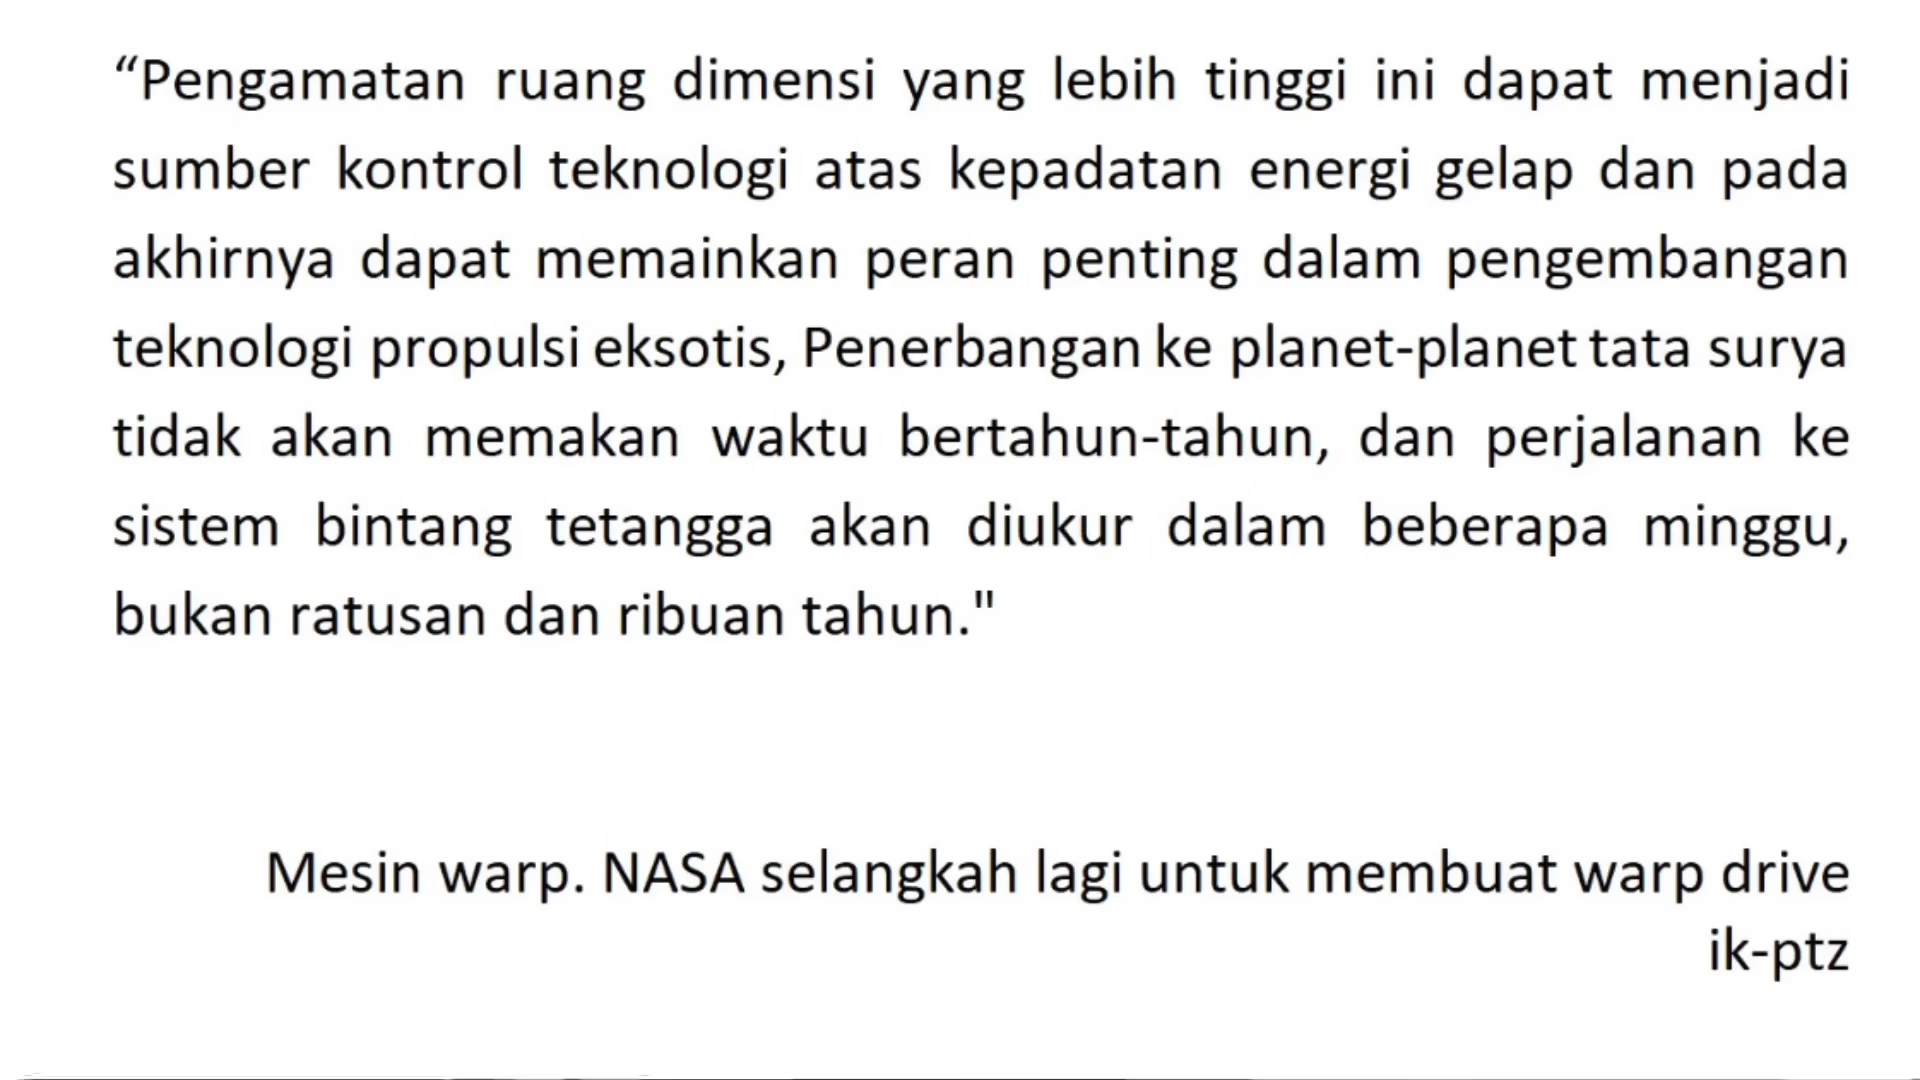 “Pengamatan ruang dimensi yang lebih tinggi ini dapat menjadi
sumber kontrol teknologi atas kepadatan energi gelap dan pada
akhirnya dapat memainkan peran penting dalam pengembangan
teknologi propulsi eksotis, Penerbangan ke planet-planet tata surya
tidak akan memakan waktu bertahun-tahun, dan perjalanan ke
sistem bintang tetangga akan diukur dalam beberapa minggu,
bukan ratusan dan ribuan tahun."
Mesin warp. NASA selangkah lagi untuk membuat warp drive
ik-ptz